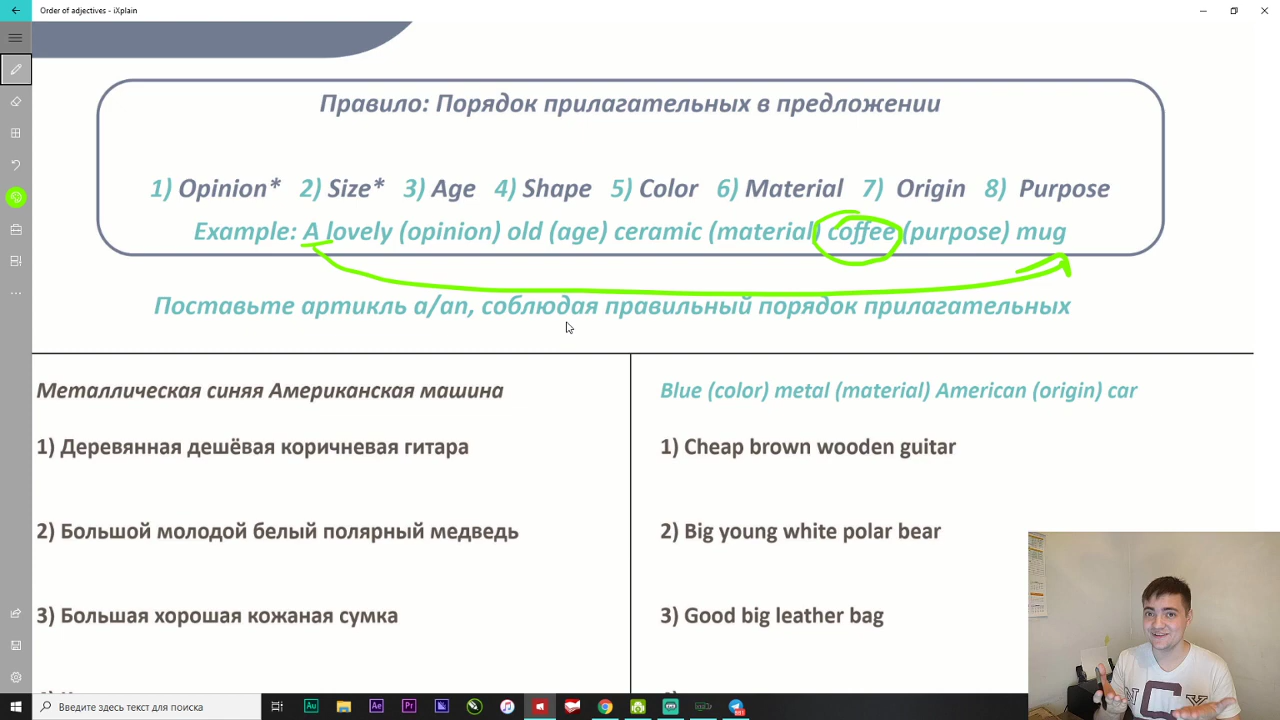 Order of adjectives - iXplain
Правило: Порядок прилагательных в предложении
1) Opinion* 2) Size* 3) Age 4) Shape 5) Color 6) Material 7) Origin 8) Purpose
Example: A lovely (opinion) old (age) ceramic (material) coffee (purpose) mug
Поставьте артикль a/an, соблюдая правильный порядок прилагательных
Металлическая синяя Американская машина
1) Деревянная дешёвая коричневая гитара
2) Большой молодой белый полярный медведь
3) Большая хорошая кожаная сумка
Blue (color) metal (material) American (origin) car
1) Cheap brown wooden guitar
2) Big young white polar bear
3) Good big leather bag
Введите здесь текст для поиска
Au
Ae
Pr